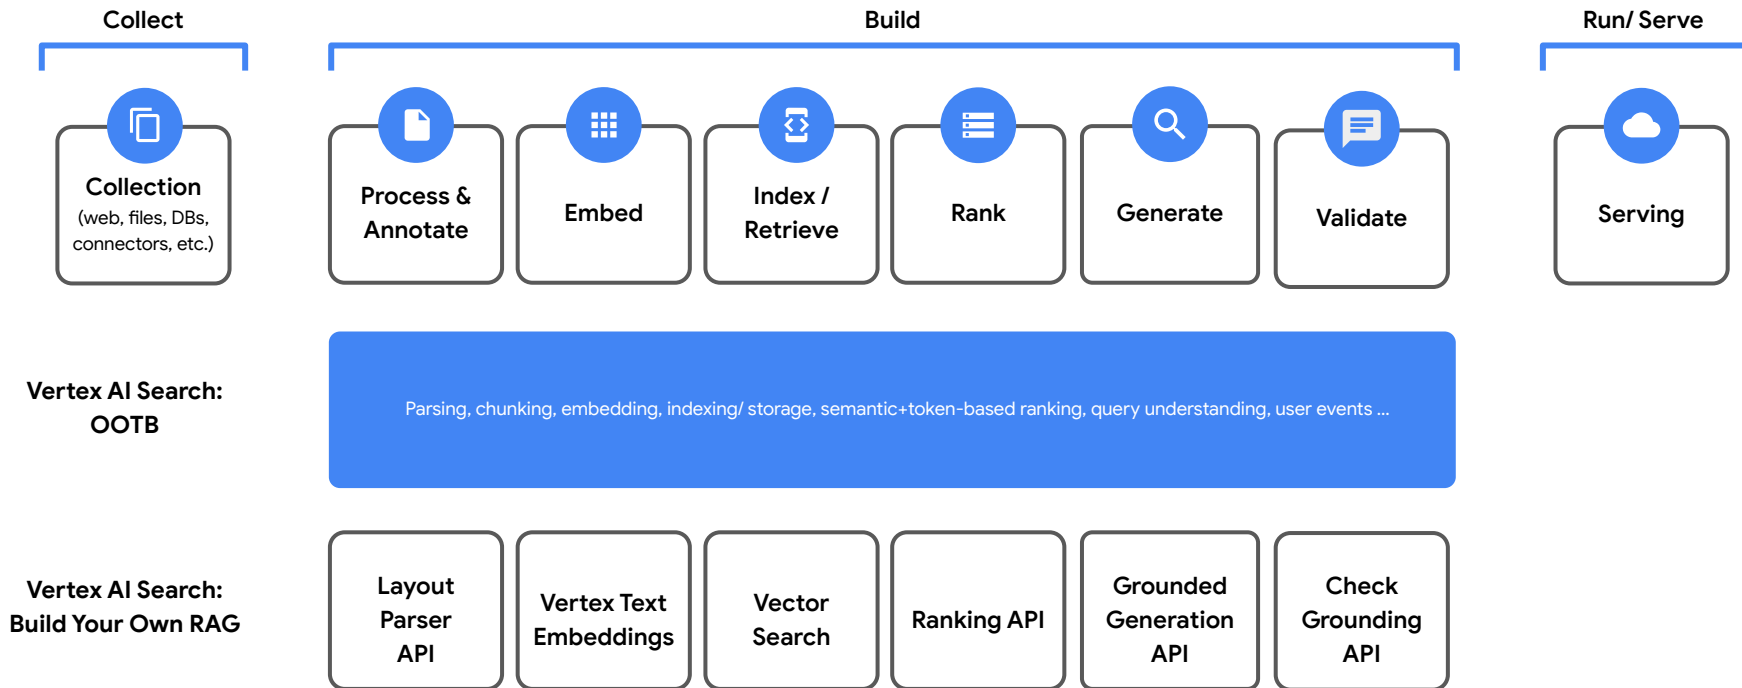 Collect
Build
Run/ Serve
Collection
(web, files, DBs,
connectors, etc.)
Process &
Annotate
Embed
Index /
Retrieve
Rank
Generate
Validate
Serving
Vertex AI Search:
OOTB
Parsing, chunking, embedding, indexing/ storage, semantic+token-based ranking, query understanding, user events ...
Vertex AI Search:
Build Your Own RAG
Layout
Parser
API
Vertex Text
Embeddings
Vector
Search
Ranking API
Grounded
Generation
API
Check
Grounding
API